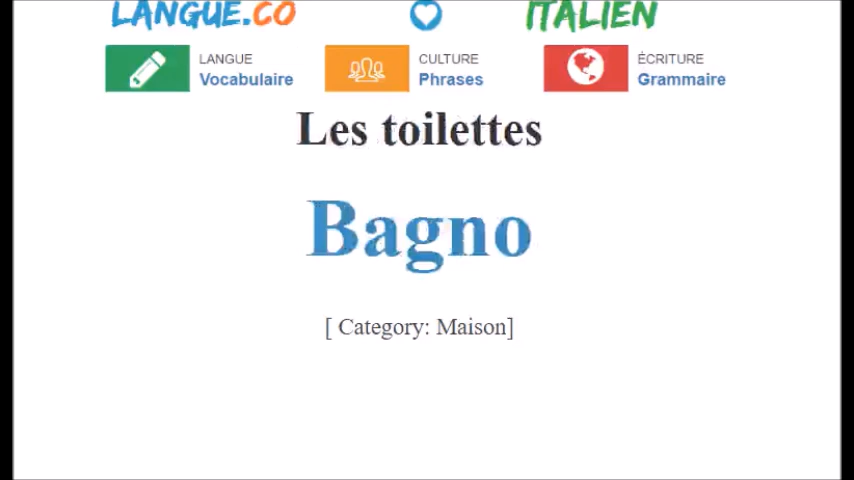 LANGUE.CO
ITALIEN
LANGUE
Vocabulaire
CULTURE
Phrases
ÉCRITURE
Grammaire
Les toilettes
Bagno
[ Category: Maison]